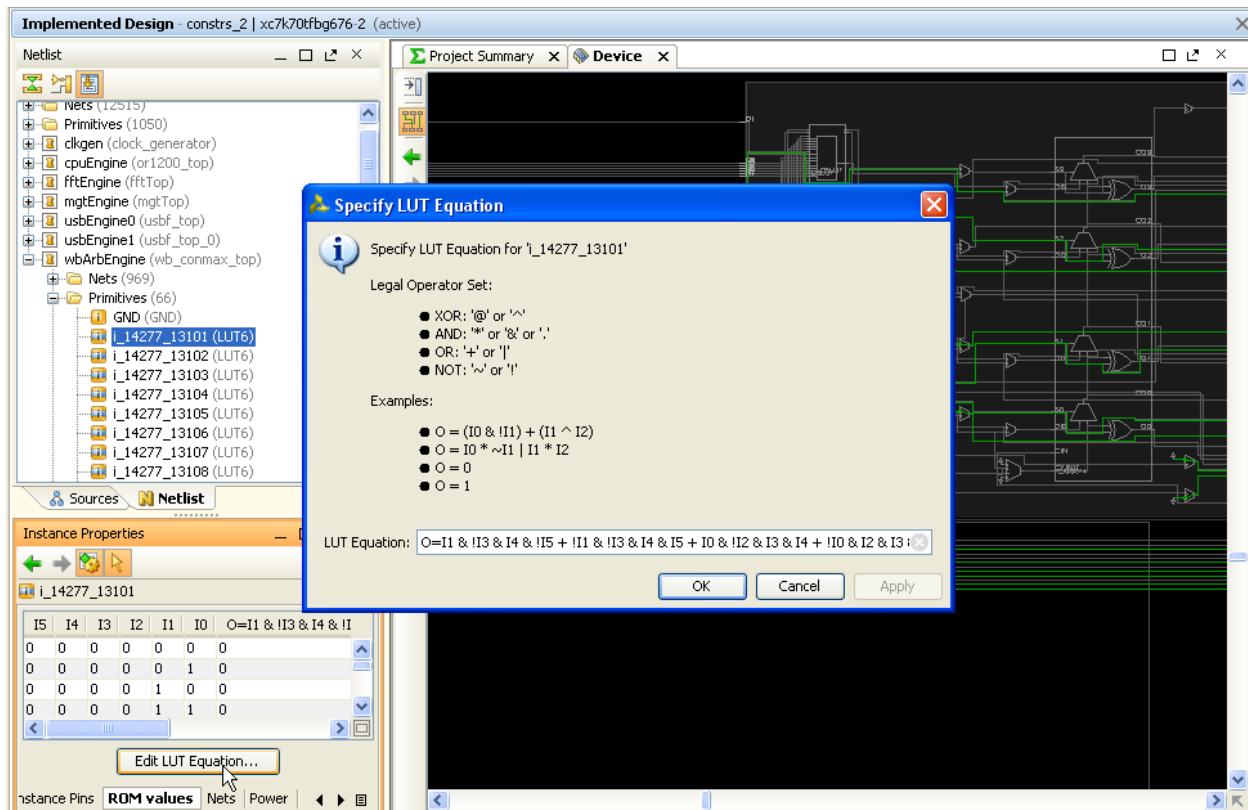 Implemented Design - constrs_2 | xc7k70tfbg676-2 (active)
Netlist
Nets (12515)
Primitives (1050)
clkgen (clock_generator)
cpuEngine (or1200_top)
fftEngine (fftTop)
mgtEngine (mgtTop)
usbEngine0 (usbf_top)
usbEngine1 (usbf_top_0)
wbArbEngine (wb_conmax_top)
Nets (969)
Primitives (66)
GND (GND)
i_14277_13101 (LUT6)
i_14277_13102 (LUT6)
i_14277_13103 (LUT6)
i_14277_13104 (LUT6)
i_14277_13105 (LUT6)
i_14277_13106 (LUT6)
i_14277_13107 (LUT6)
i_14277_13108 (LUT6)
Sources Netlist
Instance Properties
i_14277_13101
I5 I4 I3 I2 I1 I0 O=I1 & !I3 & I4 & !I
0 0 0 0 0 0 0
0 0 0 0 0 1 0
0 0 0 0 1 0 0
0 0 0 0 1 1 0
Edit LUT Equation...
nstance Pins ROM values Nets Power
Project Summary Device
Specify LUT Equation
Specify LUT Equation for 'i_14277_13101'
Legal Operator Set:
XOR: '@' or '^'
AND: '*' or '&' or '.'
OR: '+' or '|'
NOT: '~' or '!'
Examples:
O = (I0 & !I1) + (I1 ^ I2)
O = I0 * ~I1 | I1 * I2
O = 0
O = 1
LUT Equation: O=I1 & !I3 & I4 & !I5 + !I1 & !I3 & I4 & I5 + I0 & !I2 & I3 & I4 + !I0 & I2 & I3
OK Cancel Apply